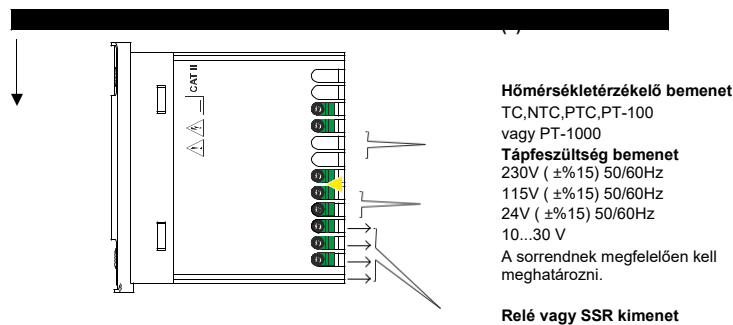 CAT II
Hőmérsékletérzékelő bemenet
TC,NTC,PTC,PT-100
vagy PT-1000
Tápfeszültség bemenet
230V ( ±%15) 50/60Hz
115V ( ±%15) 50/60Hz
24V ( ±%15) 50/60Hz
10...30 V
A sorrendnek megfelelően kell
meghatározni.
Relé vagy SSR kimenet